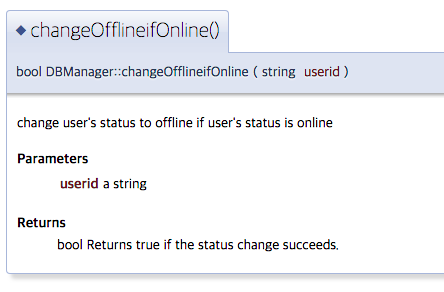 ◆ changeOfflineifOnline()
bool DBManager::changeOfflineifOnline ( string userid )
change user's status to offline if user's status is online
Parameters
userid a string
Returns
bool Returns true if the status change succeeds.